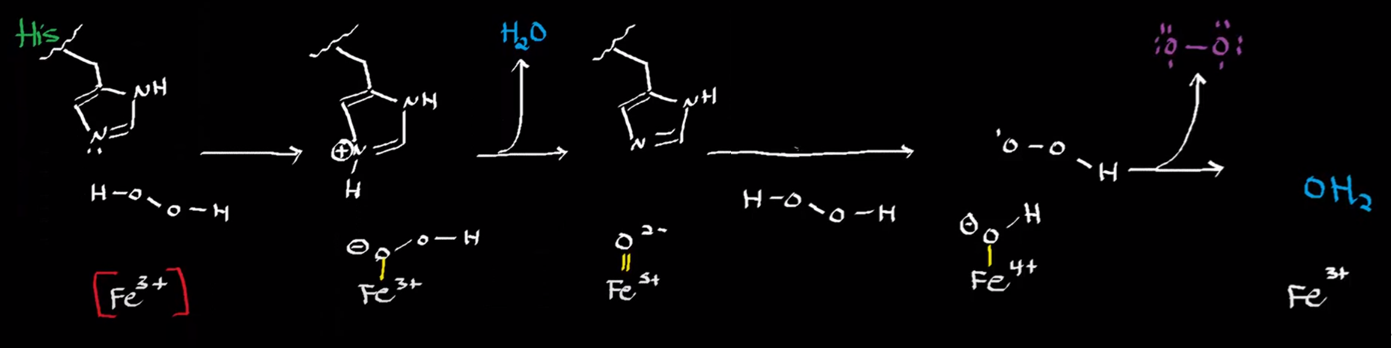 His
NH
N
H-O
O-H
[Fe3+]
NH
⊕N
H
⊖O-O-H
Fe3+
H2O
NH
N
O2-
Fe5+
H-O
O-H
O-O
H
⊖O
H
Fe4+
O-O
OH2
Fe3+